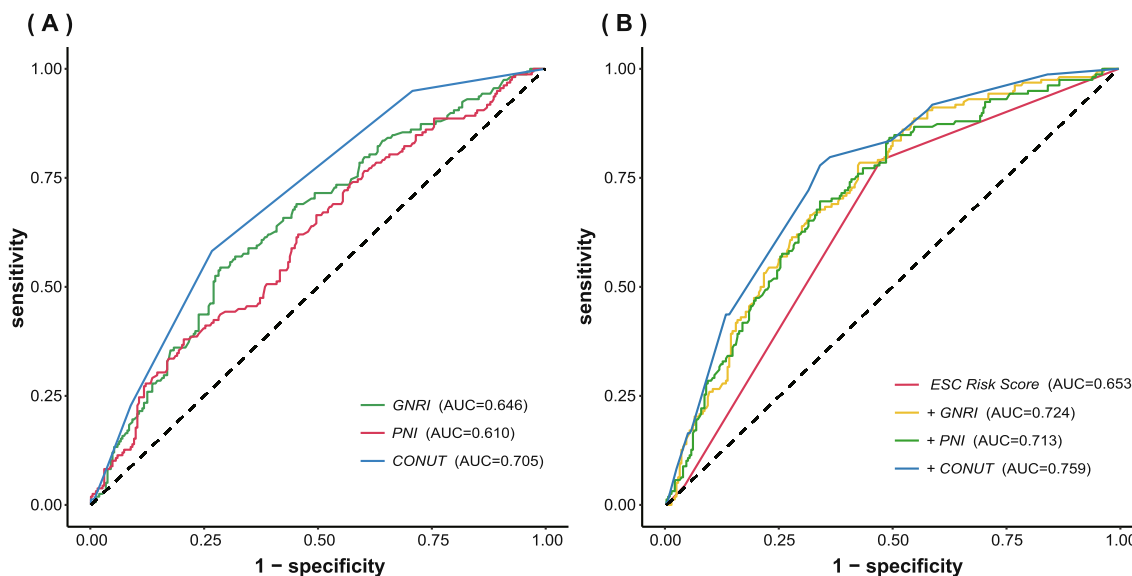 ( A )
1.00
0.75
0.50
0.25
0.00
sensitivity
GNRI (AUC=0.646)
PNI (AUC=0.610)
CONUT (AUC=0.705)
0.00 0.25 0.50 0.75 1.00
1 − specificity
( B )
1.00
0.75
0.50
0.25
0.00
sensitivity
ESC Risk Score (AUC=0.653
+ GNRI (AUC=0.724)
+ PNI (AUC=0.713)
+ CONUT (AUC=0.759)
0.00 0.25 0.50 0.75 1.00
1 − specificity